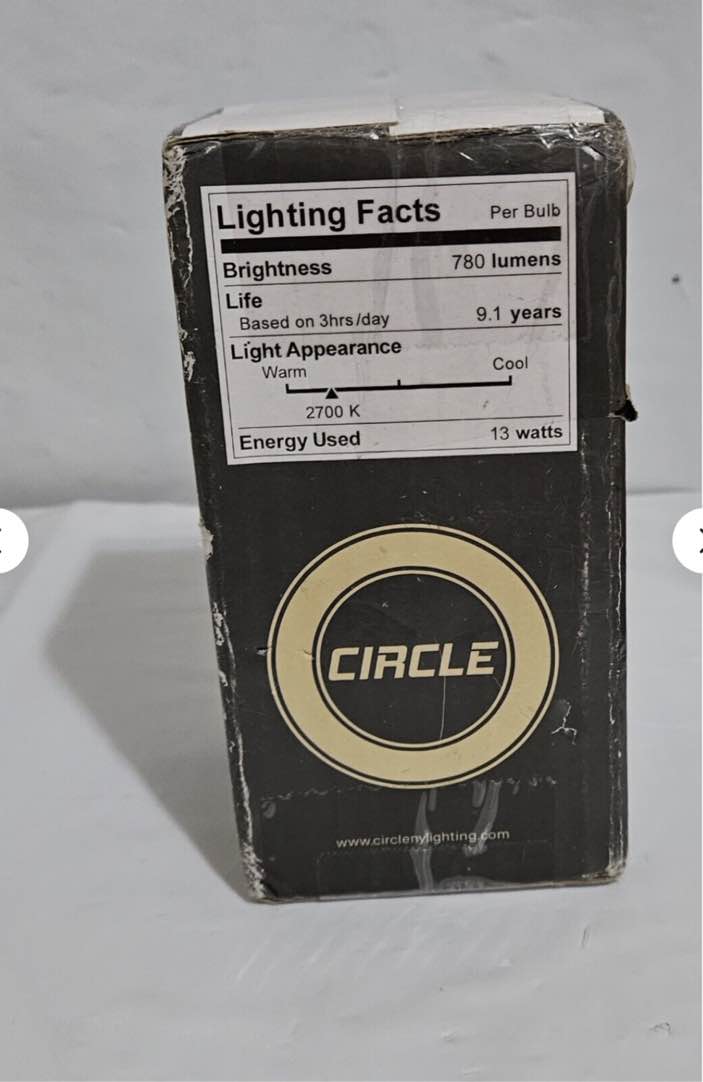 Lighting Facts Per Bulb
Brightness 780 lumens
Life
Based on 3hrs/day 9.1 years
Light Appearance
Warm Cool
2700 K
Energy Used 13 watts
CIRCLE
www.circlenylighting.com